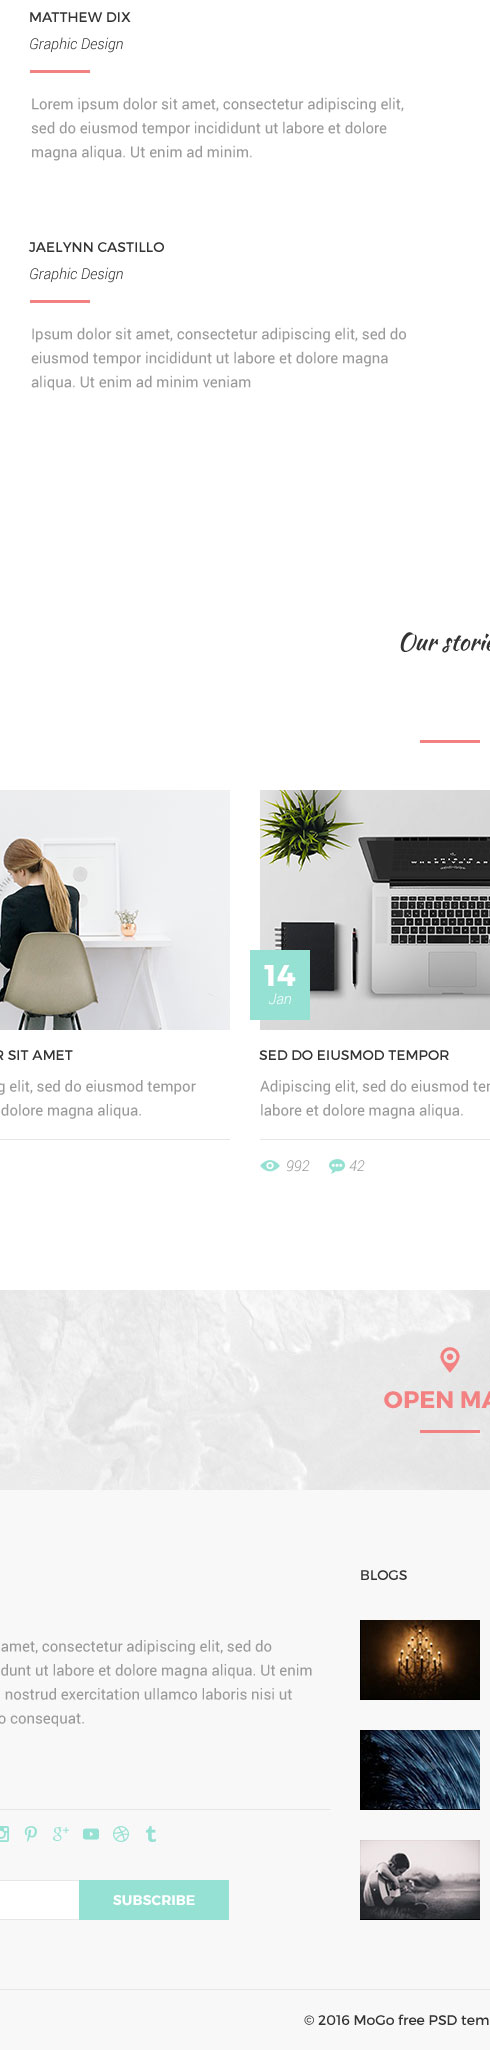 MATTHEW DIX
Graphic Design
Lorem ipsum dolor sit amet, consectetur adipiscing elit,
sed do eiusmod tempor incididunt ut labore et dolore
magna aliqua. Ut enim ad minim.
JAELYNN CASTILLO
Graphic Design
Ipsum dolor sit amet, consectetur adipiscing elit, sed do
eiusmod tempor incididunt ut labore et dolore magna
aliqua. Ut enim ad minim veniam
Our storie
14
Jan
R SIT AMET
g elit, sed do eiusmod tempor
dolore magna aliqua.
SED DO EIUSMOD TEMPOR
Adipiscing elit, sed do eiusmod ter
labore et dolore magna aliqua.
992 42
OPEN MA
BLOGS
amet, consectetur adipiscing elit, sed do
dunt ut labore et dolore magna aliqua. Ut enim
nostrud exercitation ullamco laboris nisi ut
o consequat.
SUBSCRIBE
© 2016 MoGo free PSD tem